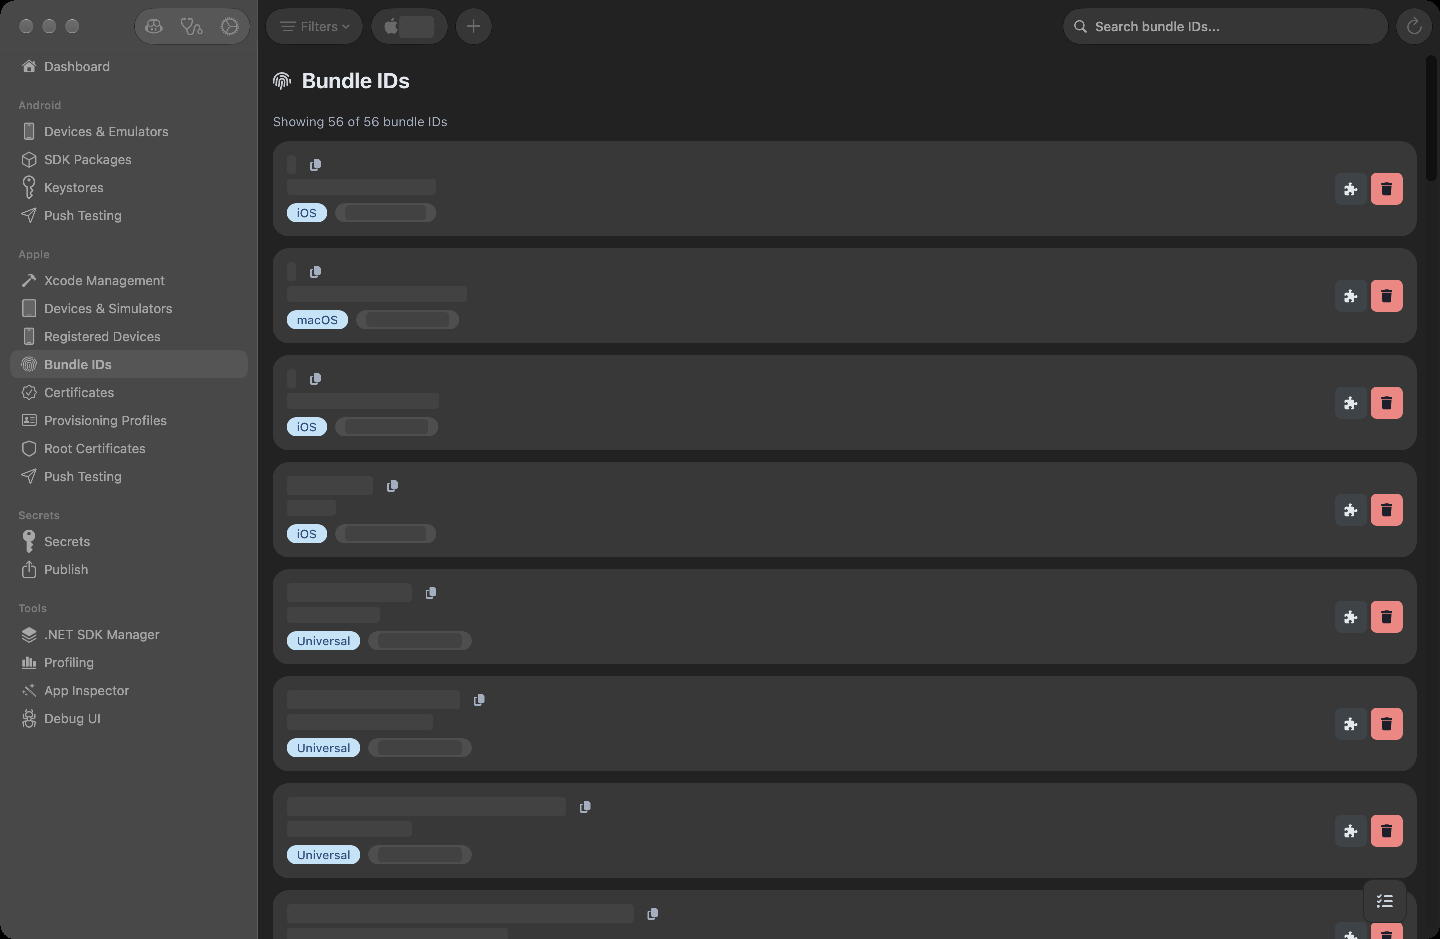 Filters
Search bundle IDs...
Dashboard
Android
Devices & Emulators
SDK Packages
Keystores
Push Testing
Apple
Xcode Management
Devices & Simulators
Registered Devices
Bundle IDs
Certificates
Provisioning Profiles
Root Certificates
Push Testing
Secrets
Secrets
Publish
Tools
.NET SDK Manager
Profiling
App Inspector
Debug UI
Bundle IDs
Showing 56 of 56 bundle IDs
iOS
macOS
iOS
iOS
Universal
Universal
Universal